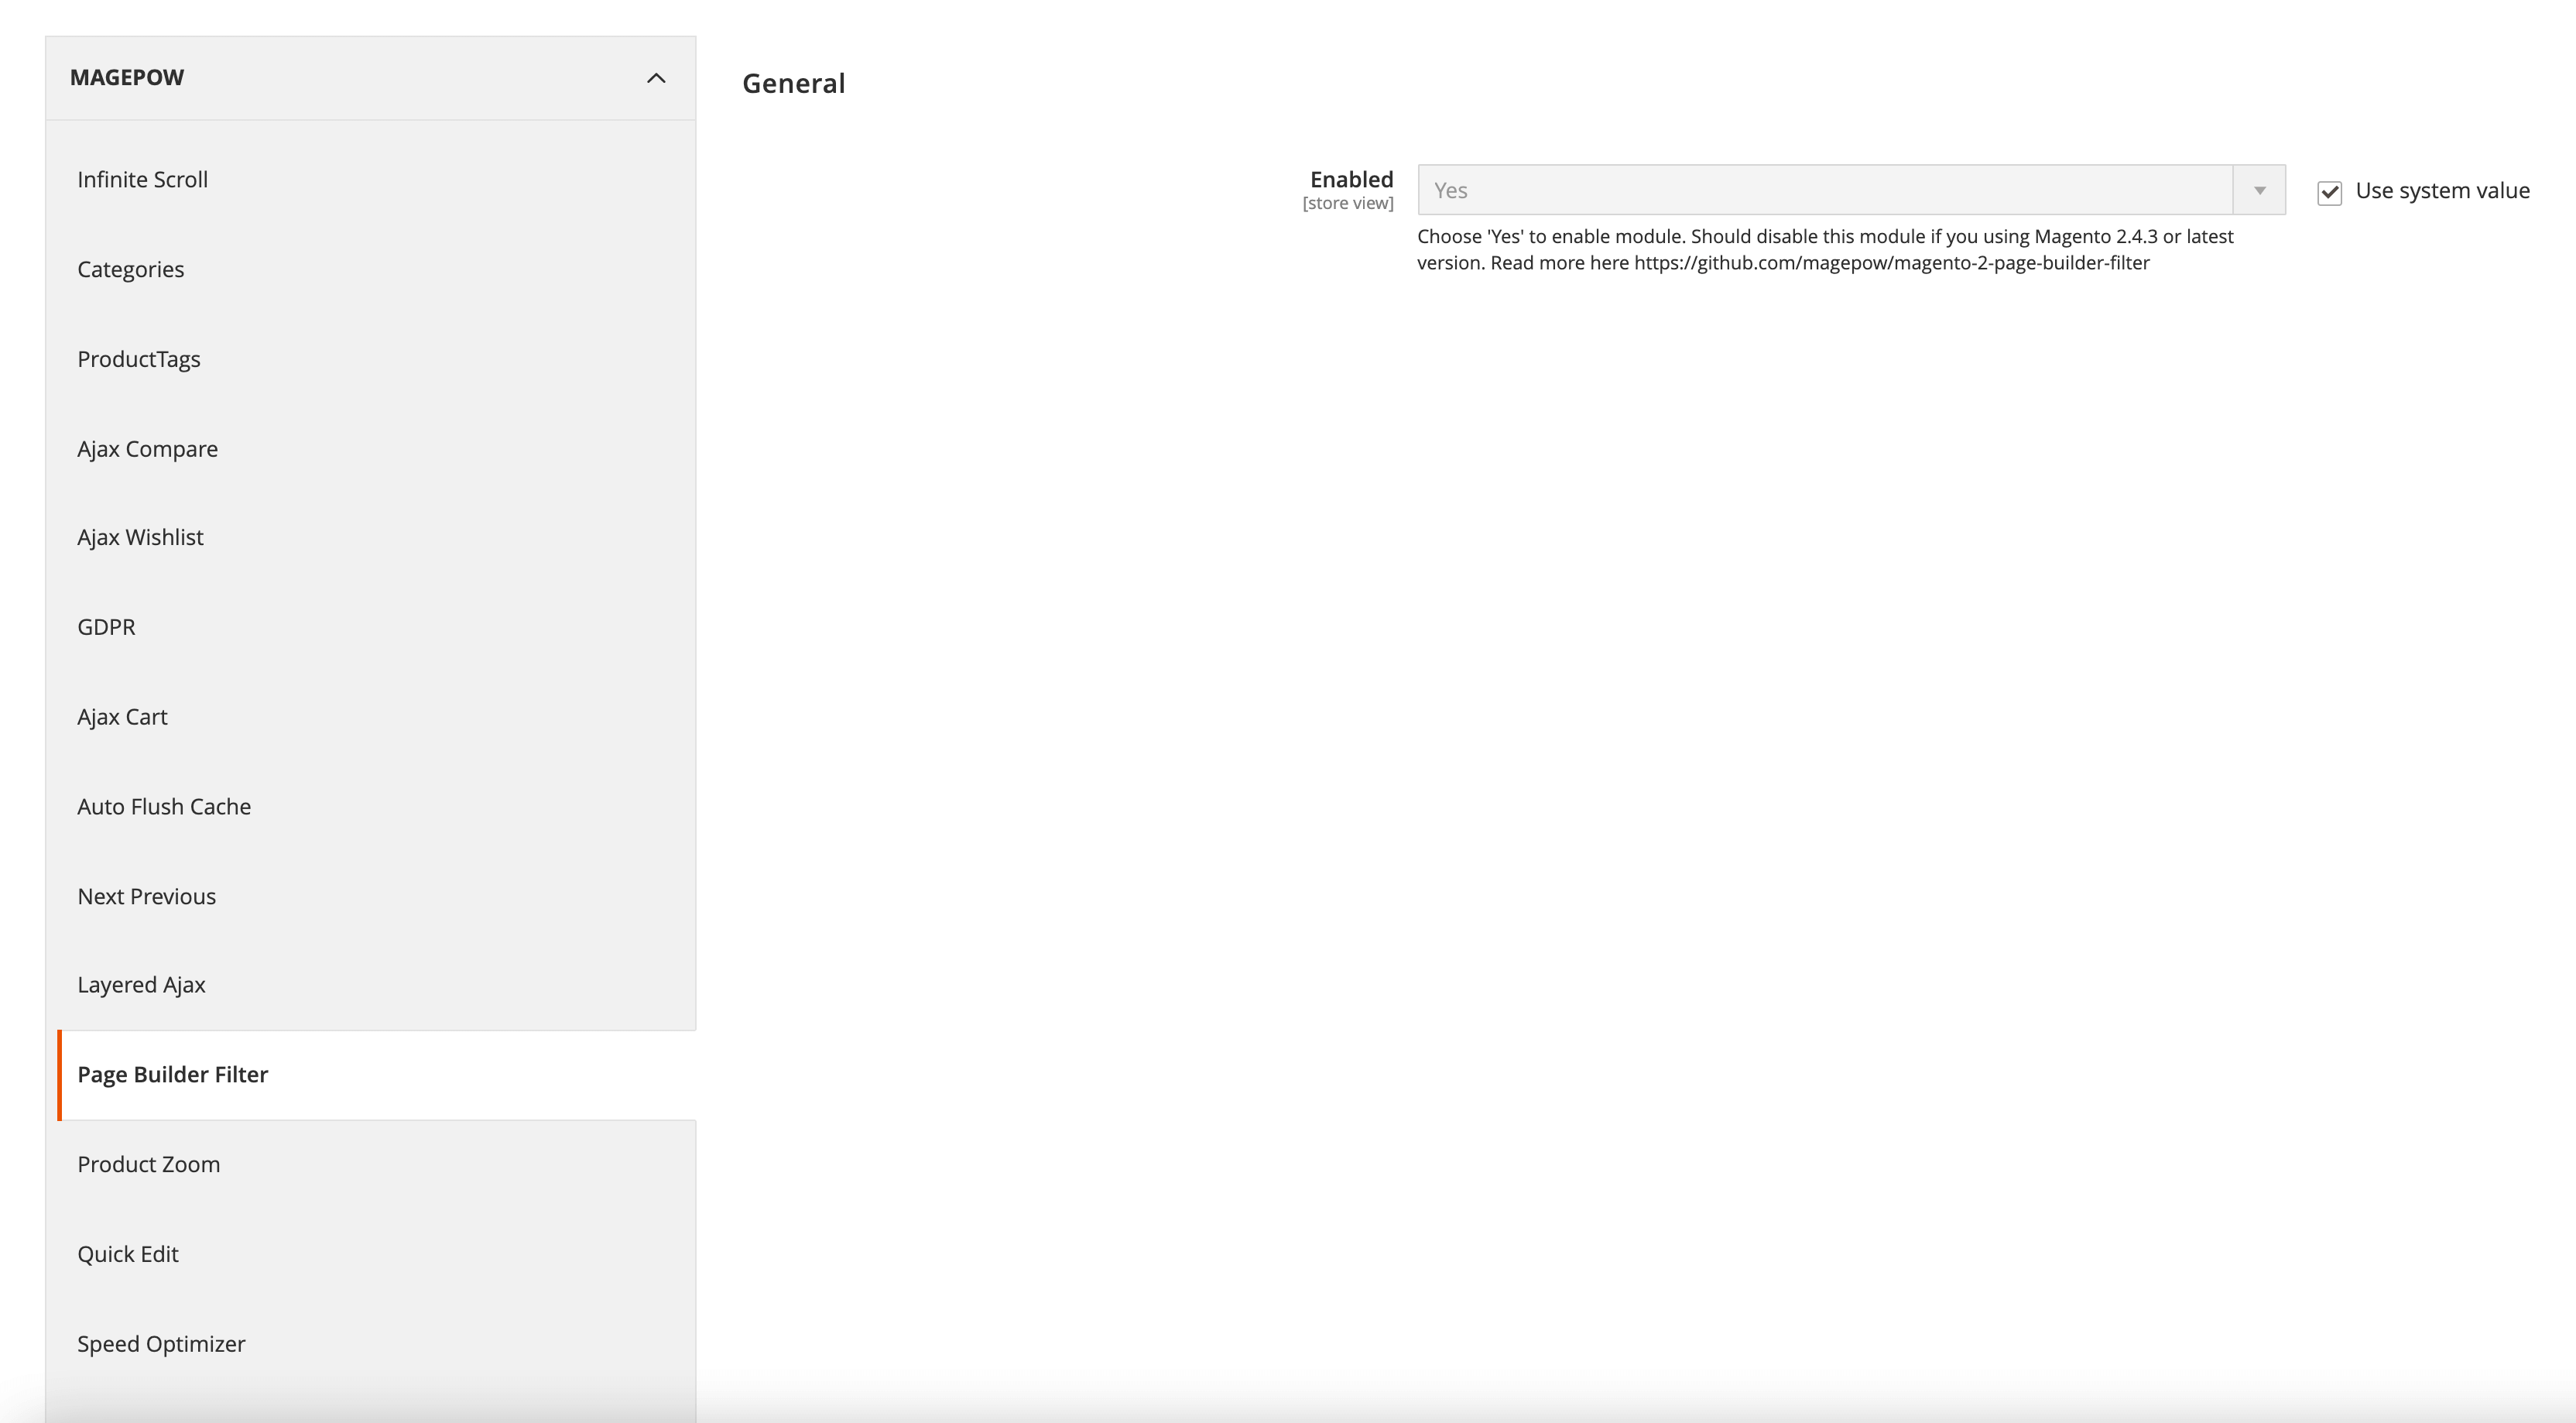 MAGEPOW
Infinite Scroll
Categories
ProductTags
Ajax Compare
Ajax Wishlist
GDPR
Ajax Cart
Auto Flush Cache
Next Previous
Layered Ajax
Page Builder Filter
Product Zoom
Quick Edit
Speed Optimizer
General
Enabled
[store view]
Yes
Use system value
Choose 'Yes' to enable module. Should disable this module if you using Magento 2.4.3 or latest
version. Read more here https://github.com/magepow/magento-2-page-builder-filter